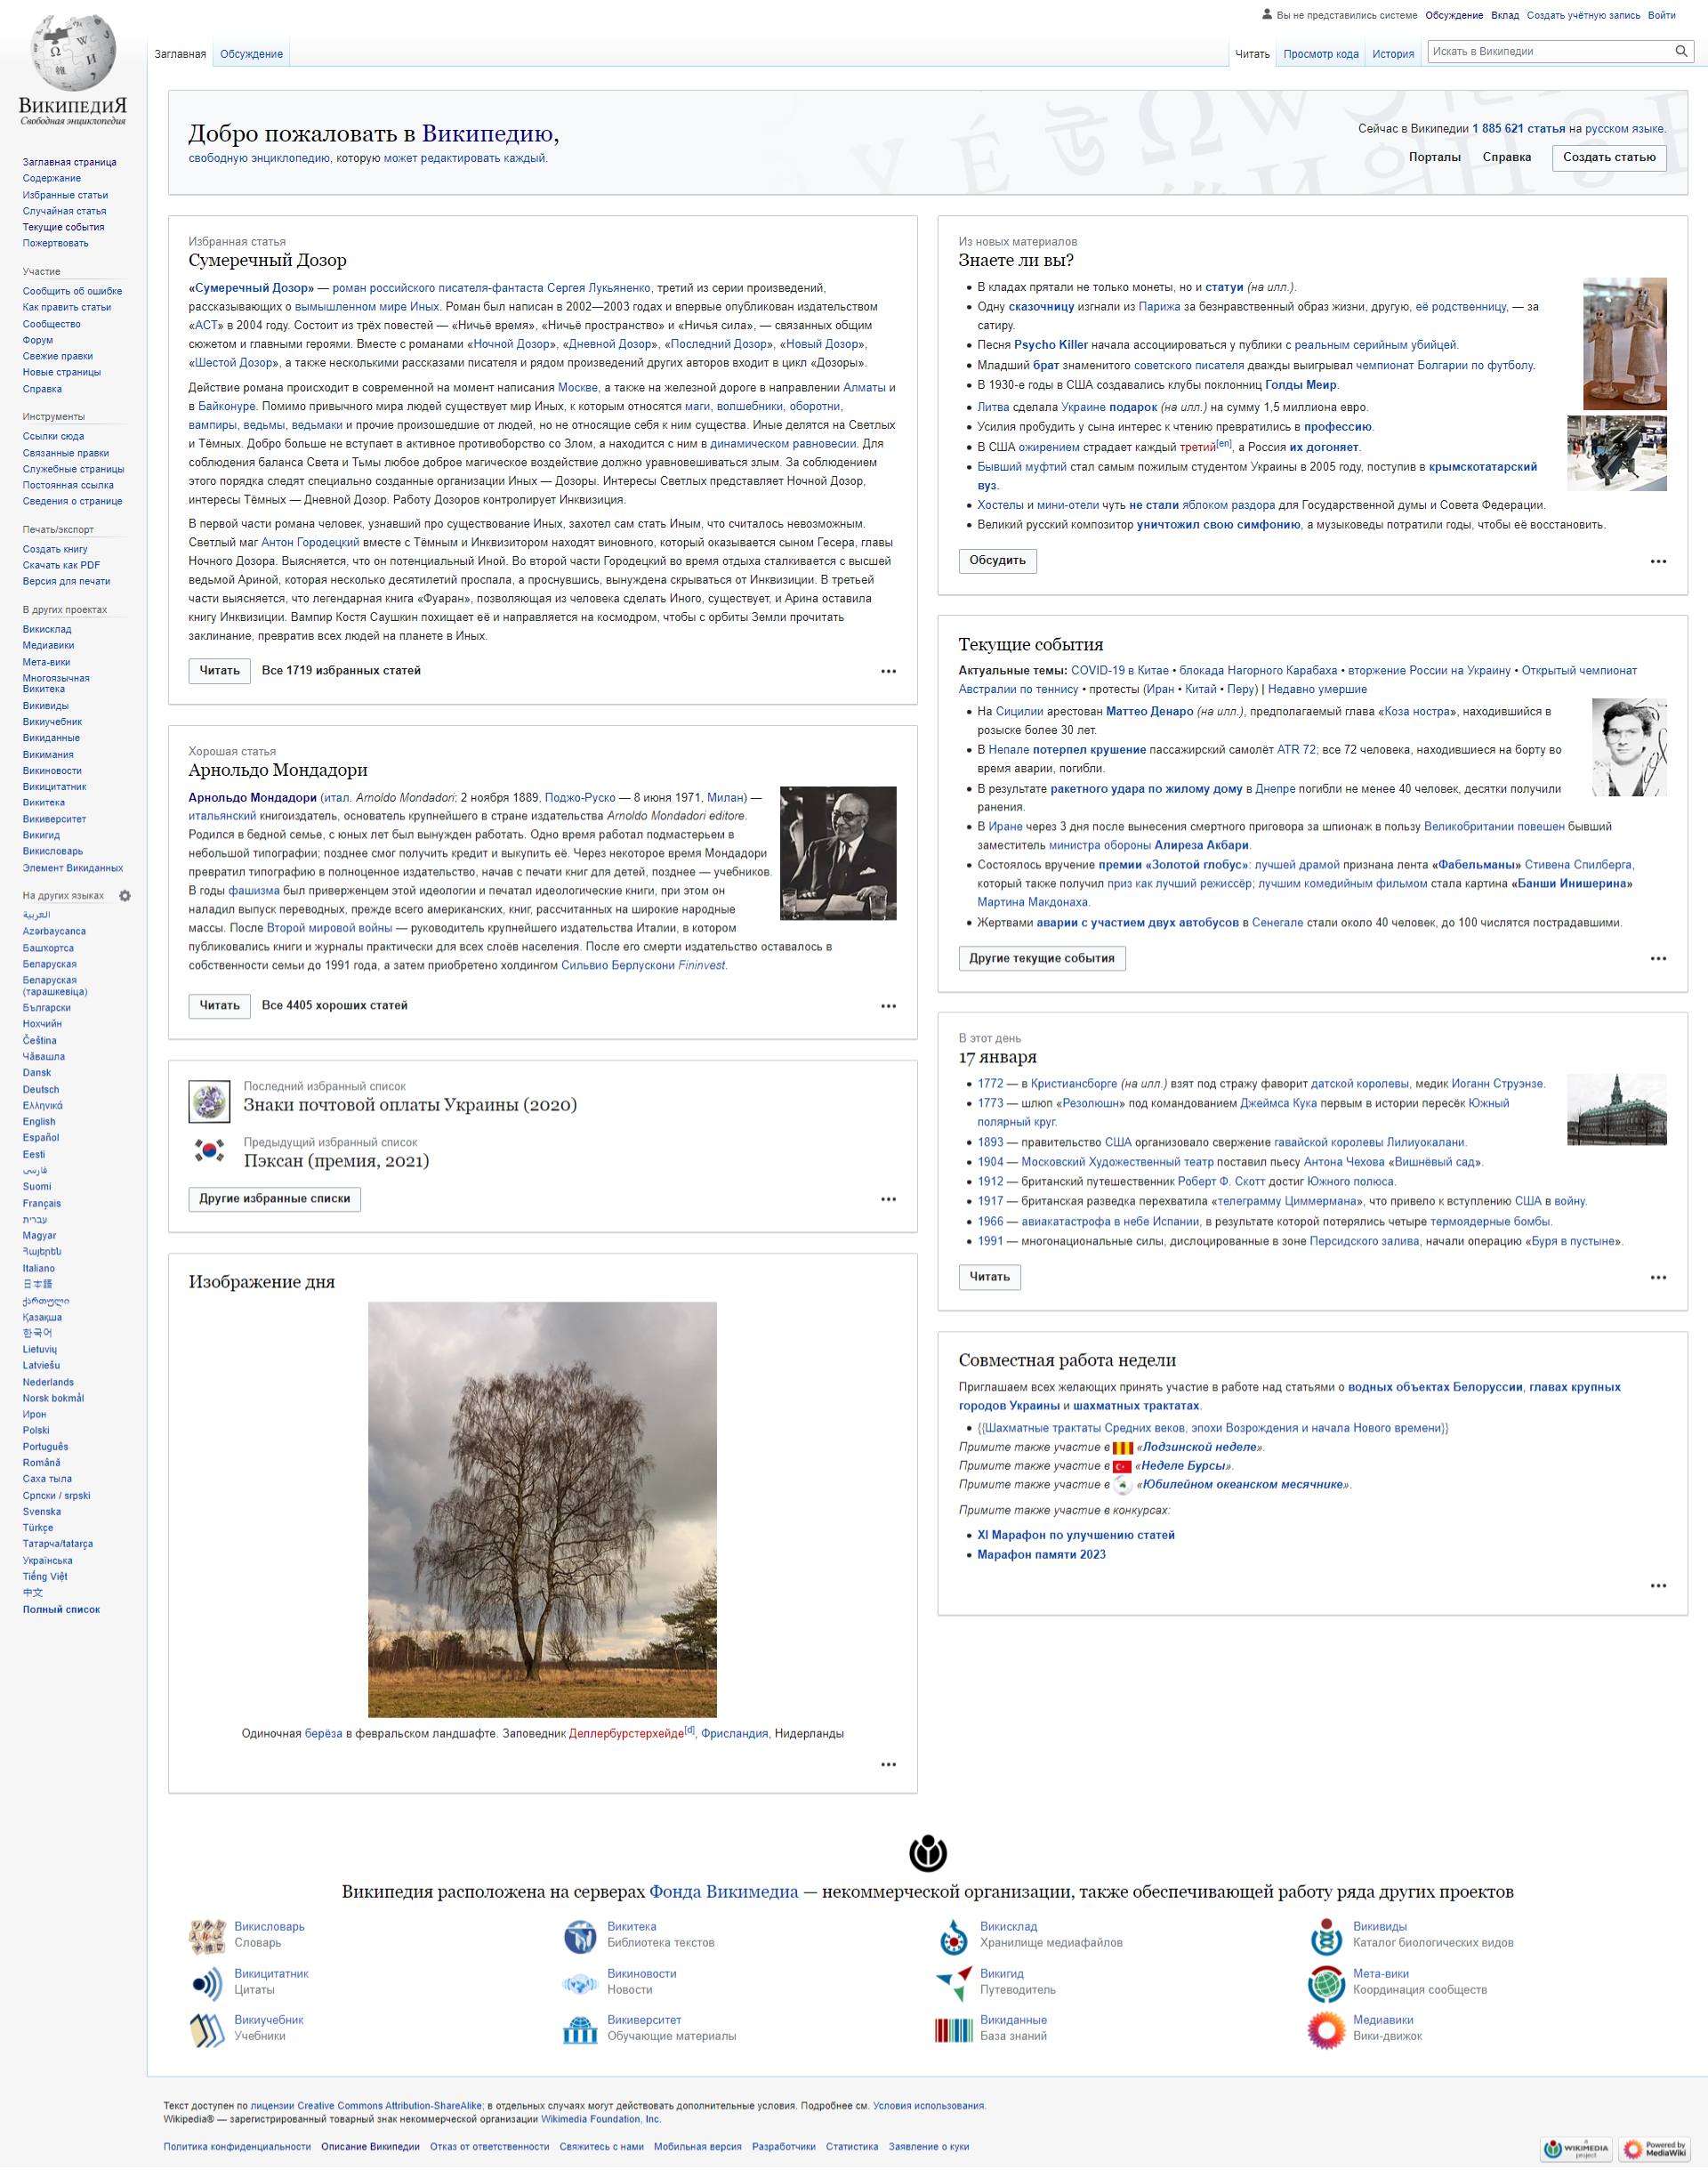 Вы не представились системе Обсуждение Вклад Создать учётную запись Войти
Заглавная Обсуждение
Читать Просмотр кода История Искать в Википедии
ВикипедиЯ
Свободная энциклопедия
Заглавная страница
Содержание
Избранные статьи
Случайная статья
Текущие события
Пожертвовать
Участие
Сообщить об ошибке
Как править статьи
Сообщество
Форум
Свежие правки
Новые страницы
Справка
Инструменты
Ссылки сюда
Связанные правки
Служебные страницы
Постоянная ссылка
Сведения о странице
Печать/экспорт
Создать книгу
Скачать как PDF
Версия для печати
В других проектах
Викисклад
Медиавики
Мета-вики
Многоязычная
Викитека
Викивиды
Викиучебник
Викиданные
Викимания
Викиновости
Викицитатник
Викитека
Викиверситет
Викигид
Викисловарь
Элемент Викиданных
На других языках
العربية
Azərbaycanca
Башҡортса
Беларуская
Беларуская
(тарашкевіца)
Български
Нохчийн
Čeština
Чӑвашла
Dansk
Deutsch
Ελληνικά
English
Español
Eesti
فارسی
Suomi
Français
עברית
Magyar
Հայերեն
Italiano
日本語
ქართული
Қазақша
한국어
Lietuvių
Latviešu
Nederlands
Norsk bokmål
Ирон
Polski
Português
Română
Саха тыла
Српски / srpski
Svenska
Türkçe
Татарча/tatarça
Українська
Tiếng Việt
中文
Полный список
Добро пожаловать в Википедию,
свободную энциклопедию, которую может редактировать каждый.
Сейчас в Википедии 1 885 621 статья на русском языке.
Порталы Справка Создать статью
Избранная статья
Сумеречный Дозор
«Сумеречный Дозор» — роман российского писателя-фантаста Сергея Лукьяненко, третий из серии произведений,
рассказывающих о вымышленном мире Иных. Роман был написан в 2002—2003 годах и впервые опубликован издательством
«АСТ» в 2004 году. Состоит из трёх повестей — «Ничьё время», «Ничьё пространство» и «Ничья сила», — связанных общим
сюжетом и главными героями. Вместе с романами «Ночной Дозор», «Дневной Дозор», «Последний Дозор», «Новый Дозор»,
«Шестой Дозор», а также несколькими рассказами писателя и рядом произведений других авторов входит в цикл «Дозоры».
Действие романа происходит в современной на момент написания Москве, а также на железной дороге в направлении Алматы и
в Байконуре. Помимо привычного мира людей существует мир Иных, к которым относятся маги, волшебники, оборотни,
вампиры, ведьмы, ведьмаки и прочие произошедшие от людей, но не относящие себя к ним существа. Иные делятся на Светлых
и Тёмных. Добро больше не вступает в активное противоборство со Злом, а находится с ним в динамическом равновесии. Для
соблюдения баланса Света и Тьмы любое доброе магическое воздействие должно уравновешиваться злым. За соблюдением
этого порядка следят специально созданные организации Иных — Дозоры. Интересы Светлых представляет Ночной Дозор,
интересы Тёмных — Дневной Дозор. Работу Дозоров контролирует Инквизиция.
В первой части романа человек, узнавший про существование Иных, захотел сам стать Иным, что считалось невозможным.
Светлый маг Антон Городецкий вместе с Тёмным и Инквизитором находят виновного, который оказывается сыном Гесера, главы
Ночного Дозора. Выясняется, что он потенциальный Иной. Во второй части Городецкий во время отдыха сталкивается с высшей
ведьмой Ариной, которая несколько десятилетий проспала, а проснувшись, вынуждена скрываться от Инквизиции. В третьей
части выясняется, что легендарная книга «Фуаран», позволяющая из человека сделать Иного, существует, и Арина оставила
книгу Инквизиции. Вампир Костя Саушкин похищает её и направляется на космодром, чтобы с орбиты Земли прочитать
заклинание, превратив всех людей на планете в Иных.
Читать Все 1719 избранных статей
Хорошая статья
Арнольдо Мондадори
Арнольдо Мондадори (итал. Arnoldo Mondadori; 2 ноября 1889, Поджо-Руско — 8 июня 1971, Милан) —
итальянский книгоиздатель, основатель крупнейшего в стране издательства Arnoldo Mondadori editore.
Родился в бедной семье, с юных лет был вынужден работать. Одно время работал подмастерьем в
небольшой типографии; позднее смог получить кредит и выкупить её. Через некоторое время Мондадори
превратил типографию в полноценное издательство, начав с печати книг для детей, позднее — учебников.
В годы фашизма был приверженцем этой идеологии и печатал идеологические книги, при этом он
наладил выпуск переводных, прежде всего американских, книг, рассчитанных на широкие народные
массы. После Второй мировой войны — руководитель крупнейшего издательства Италии, в котором
публиковались книги и журналы практически для всех слоёв населения. После его смерти издательство оставалось в
собственности семьи до 1991 года, а затем приобретено холдингом Сильвио Берлускони Fininvest.
Читать Все 4405 хороших статей
Последний избранный список
Знаки почтовой оплаты Украины (2020)
Предыдущий избранный список
Пэксан (премия, 2021)
Другие избранные списки
Изображение дня
Одиночная берёза в февральском ландшафте. Заповедник Деллербурстерхейде[d], Фрисландия, Нидерланды
Из новых материалов
Знаете ли вы?
В кладах прятали не только монеты, но и статуи (на илл.).
Одну сказочницу изгнали из Парижа за безнравственный образ жизни, другую, её родственницу, — за
сатиру.
Песня Psycho Killer начала ассоциироваться у публики с реальным серийным убийцей.
Младший брат знаменитого советского писателя дважды выигрывал чемпионат Болгарии по футболу.
В 1930-е годы в США создавались клубы поклонниц Голды Меир.
Литва сделала Украине подарок (на илл.) на сумму 1,5 миллиона евро.
Усилия пробудить у сына интерес к чтению превратились в профессию.
В США ожирением страдает каждый третий[en], а Россия их догоняет.
Бывший муфтий стал самым пожилым студентом Украины в 2005 году, поступив в крымскотатарский
вуз.
Хостелы и мини-отели чуть не стали яблоком раздора для Государственной думы и Совета Федерации.
Великий русский композитор уничтожил свою симфонию, а музыковеды потратили годы, чтобы её восстановить.
Обсудить
Текущие события
Актуальные темы: COVID-19 в Китае • блокада Нагорного Карабаха • вторжение России на Украину • Открытый чемпионат
Австралии по теннису • протесты (Иран • Китай • Перу) | Недавно умершие
На Сицилии арестован Маттео Денаро (на илл.), предполагаемый глава «Коза ностра», находившийся в
розыске более 30 лет.
В Непале потерпел крушение пассажирский самолёт ATR 72; все 72 человека, находившиеся на борту во
время аварии, погибли.
В результате ракетного удара по жилому дому в Днепре погибли не менее 40 человек, десятки получили
ранения.
В Иране через 3 дня после вынесения смертного приговора за шпионаж в пользу Великобритании повешен бывший
заместитель министра обороны Алиреза Акбари.
Состоялось вручение премии «Золотой глобус»: лучшей драмой признана лента «Фабельманы» Стивена Спилберга,
который также получил приз как лучший режиссёр; лучшим комедийным фильмом стала картина «Банши Инишерина»
Мартина Макдонаха.
Жертвами аварии с участием двух автобусов в Сенегале стали около 40 человек, до 100 числятся пострадавшими.
Другие текущие события
В этот день
17 января
1772 — в Кристиансборге (на илл.) взят под стражу фаворит датской королевы, медик Иоганн Струэнзе.
1773 — шлюп «Резолюшн» под командованием Джеймса Кука первым в истории пересёк Южный
полярный круг.
1893 — правительство США организовало свержение гавайской королевы Лилиуокалани.
1904 — Московский Художественный театр поставил пьесу Антона Чехова «Вишнёвый сад».
1912 — британский путешественник Роберт Ф. Скотт достиг Южного полюса.
1917 — британская разведка перехватила «телеграмму Циммермана», что привело к вступлению США в войну.
1966 — авиакатастрофа в небе Испании, в результате которой потерялись четыре термоядерные бомбы.
1991 — многонациональные силы, дислоцированные в зоне Персидского залива, начали операцию «Буря в пустыне».
Читать
Совместная работа недели
Приглашаем всех желающих принять участие в работе над статьями о водных объектах Белоруссии, главах крупных
городов Украины и шахматных трактатах.
{{Шахматные трактаты Средних веков, эпохи Возрождения и начала Нового времени}}
Примите также участие в «Лодзинской неделе».
Примите также участие в «Неделе Бурсы».
Примите также участие в «Юбилейном океанском месячнике».
Примите также участие в конкурсах:
XI Марафон по улучшению статей
Марафон памяти 2023
Википедия расположена на серверах Фонда Викимедиа — некоммерческой организации, также обеспечивающей работу ряда других проектов
Викисловарь
Словарь
Викитека
Библиотека текстов
Викисклад
Хранилище медиафайлов
Викивиды
Каталог биологических видов
Викицитатник
Цитаты
Викиновости
Новости
Викигид
Путеводитель
Мета-вики
Координация сообществ
Викиучебник
Учебники
Викиверситет
Обучающие материалы
Викиданные
База знаний
Медиавики
Вики-движок
Текст доступен по лицензии Creative Commons Attribution-ShareAlike; в отдельных случаях могут действовать дополнительные условия. Подробнее см. Условия использования.
Wikipedia® — зарегистрированный товарный знак некоммерческой организации Wikimedia Foundation, Inc.
Политика конфиденциальности Описание Википедии Отказ от ответственности Свяжитесь с нами Мобильная версия Разработчики Статистика Заявление о куки
A WIKIMEDIA project
Powered by MediaWiki